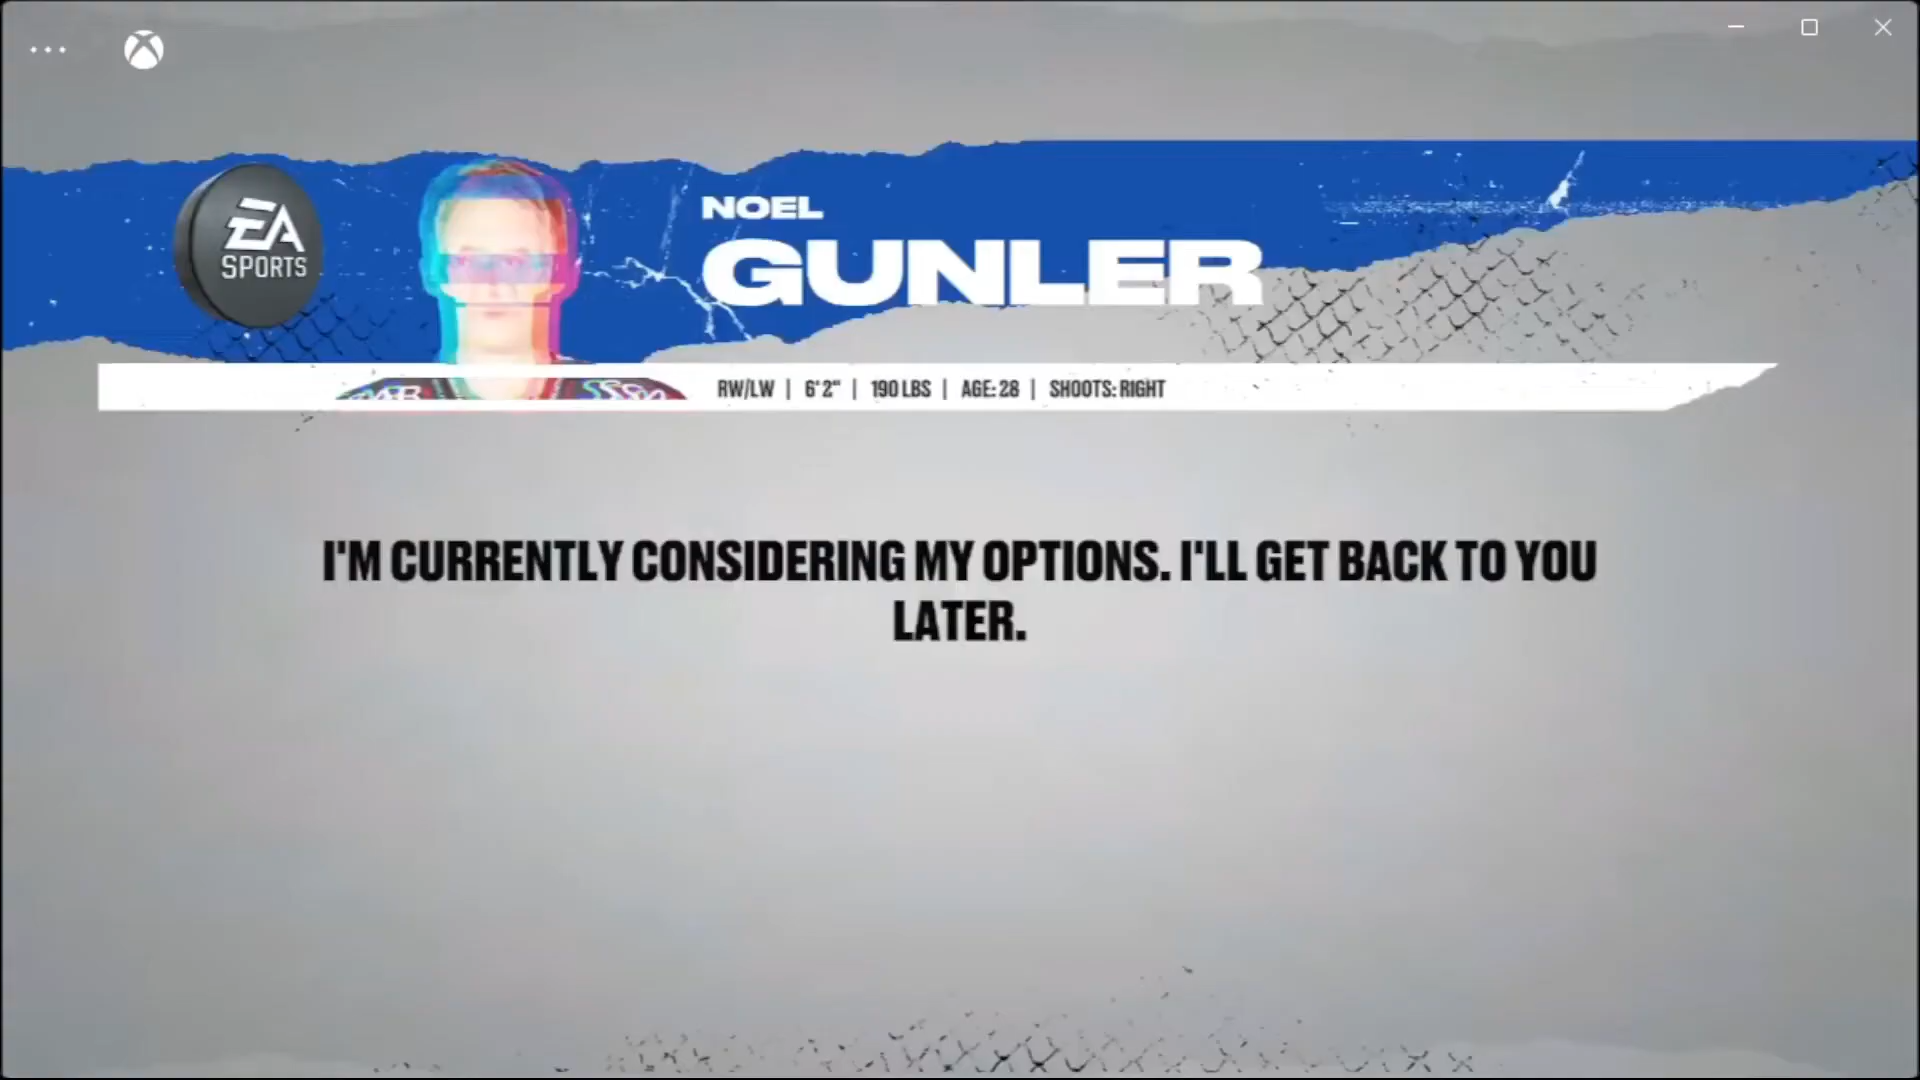 EA
SPORTS
NOEL
GUNLER
RW/LW | 6' 2" | 190 LBS | AGE: 28 | SHOOTS: RIGHT
I'M CURRENTLY CONSIDERING MY OPTIONS. I'LL GET BACK TO YOU
LATER.